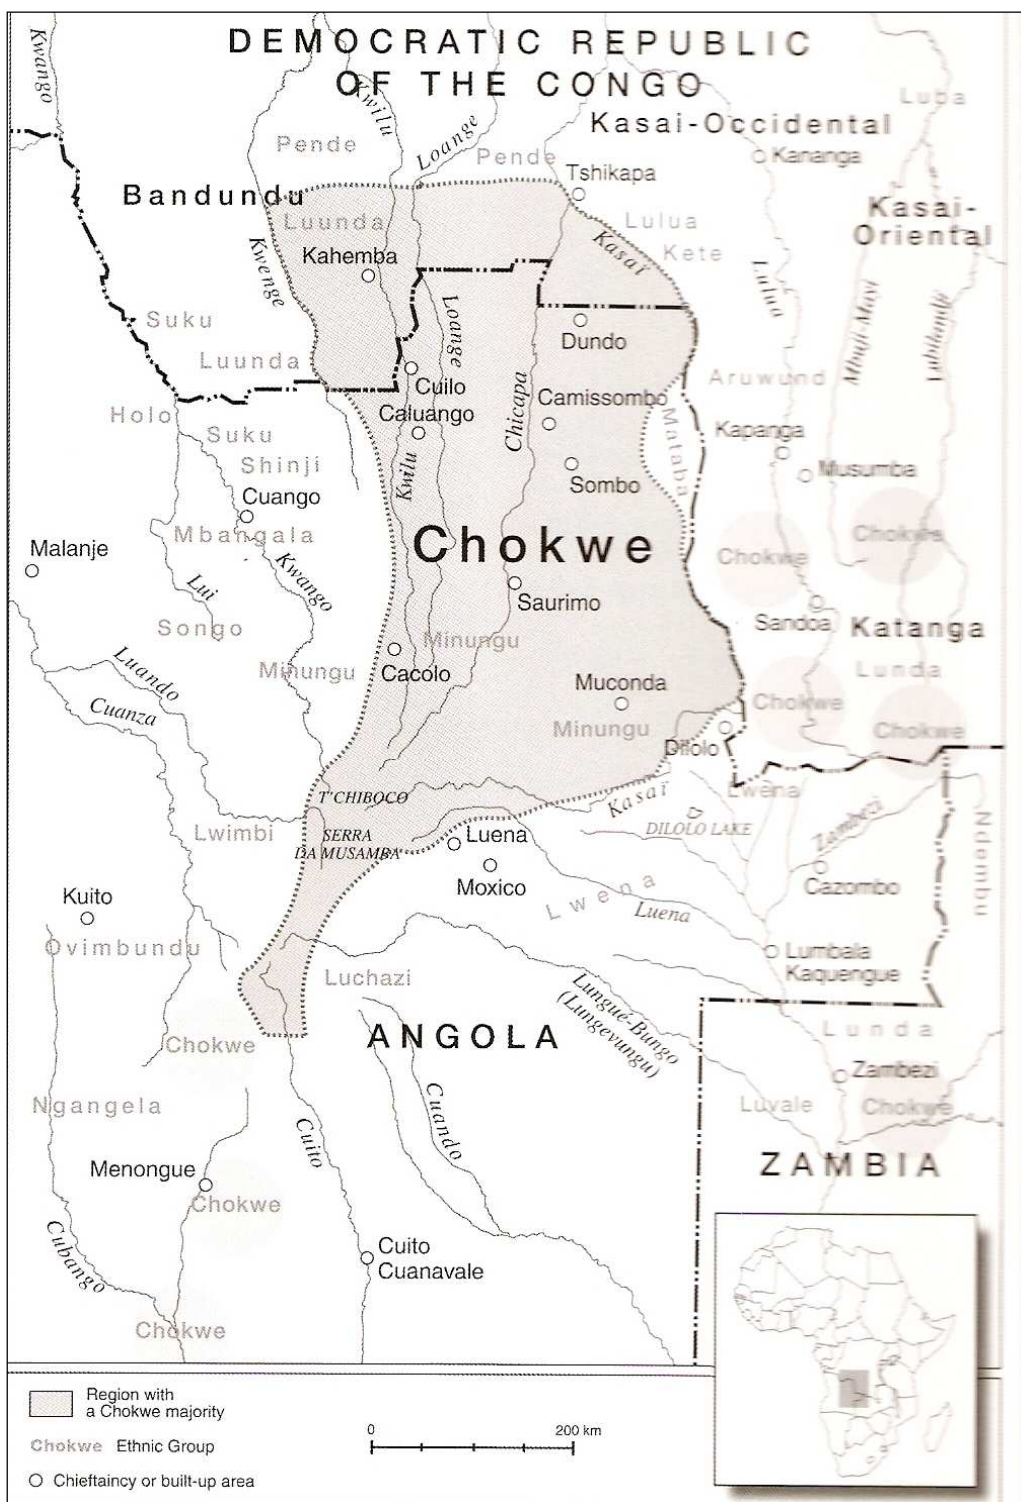 DEMOCRATIC REPUBLIC
OF THE CONGO
Kwango
Kwilu
Loange
Luba
Kasai-Occidental
Pende
Pende
Kananga
Tshikapa
Bandundu
Kasai-
Oriental
Luunda
Lulua
Kete
Kasaï
Kahemba
Kwenge
Lulua
Mbuji-Mayi
Lubilandji
Loange
Suku
Dundo
Luunda
Cuilo
Chicapa
Aruwund
Camissombo
Caluango
Mataba
Holo
Suku
Kapanga
Shinji
Musumba
Sombo
Kwilu
Cuango
Mbangala
Chokwe
Chokwe
Chokwe
Malanje
Kwango
Lui
Saurimo
Sandoa
Katanga
Songo
Minungu
Minungu
Cacolo
Lunda
Luando
Muconda
Chokwe
Cuanza
Minungu
Chokwe
Dilolo
T'CHIBOCO
Kasaï
Lwena
Zambezi
Ndembu
Lwimbi
SERRA
DA MUSAMBA
Luena
DILOLO LAKE
Moxico
Cazombo
Kuito
Lwena
Luena
Ovimbundu
Lumbala
Kaquengue
Luchazi
Lungué-Bungo
(Lungevungu)
ANGOLA
Lunda
Chokwe
Zambezi
Ngangela
Cuando
Luvale
Chokwe
Cuito
Menongue
ZAMBIA
Chokwe
Cubango
Cuito
Cuanavale
Chokwe
Region with
a Chokwe majority
0 200 km
Chokwe Ethnic Group
Chieftaincy or built-up area